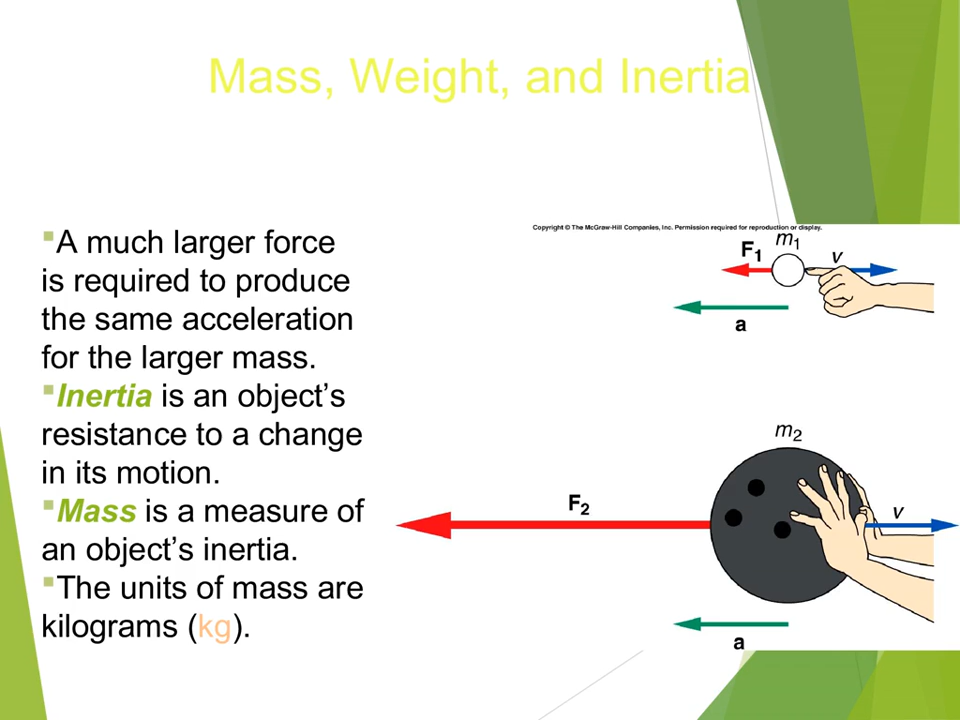 Mass, Weight, and Inertia
▪A much larger force
is required to produce
the same acceleration
for the larger mass.
▪Inertia is an object’s
resistance to a change
in its motion.
▪Mass is a measure of
an object’s inertia.
▪The units of mass are
kilograms (kg).
Copyright © The McGraw-Hill Companies, Inc. Permission required for reproduction or display.
m1
F1
v
a
m2
F2
v
a